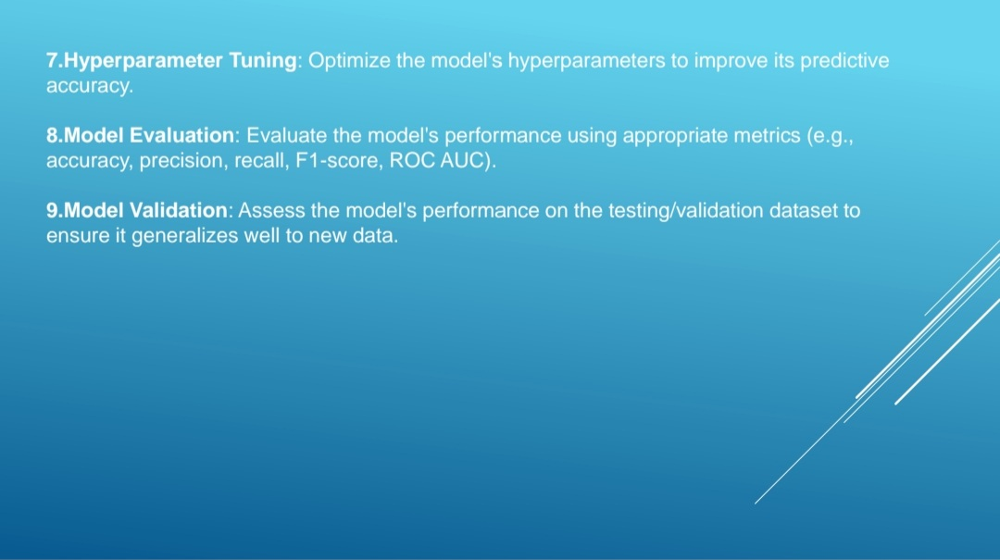 7.Hyperparameter Tuning: Optimize the model's hyperparameters to improve its predictive
accuracy.
8.Model Evaluation: Evaluate the model's performance using appropriate metrics (e.g.,
accuracy, precision, recall, F1-score, ROC AUC).
9.Model Validation: Assess the model's performance on the testing/validation dataset to
ensure it generalizes well to new data.